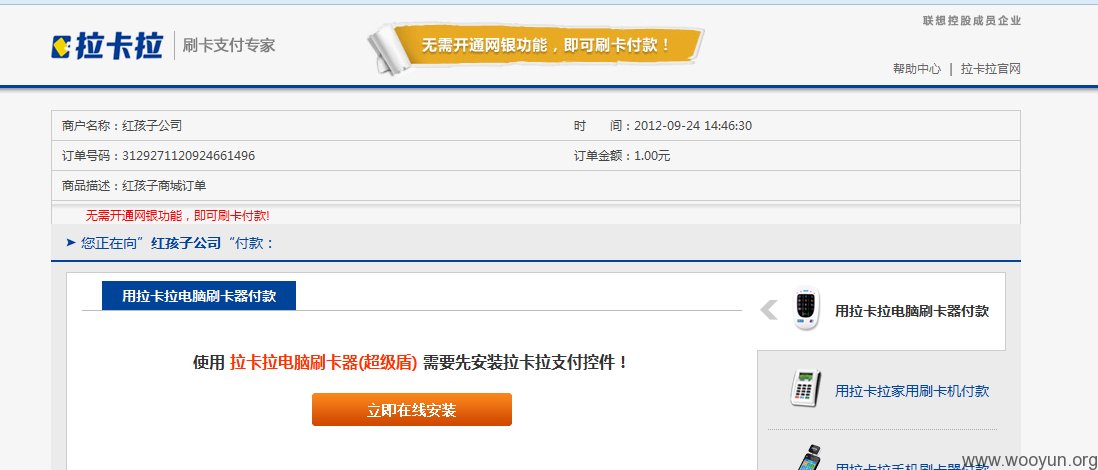 联想控股成员企业
拉卡拉 刷卡支付专家
无需开通网银功能，即可刷卡付款！
帮助中心 | 拉卡拉官网
商户名称：红孩子公司 时 间：2012-09-24 14:46:30
订单号码：3129271120924661496 订单金额：1.00元
商品描述：红孩子商城订单
无需开通网银功能，即可刷卡付款!
➤ 您正在向”红孩子公司“付款：
用拉卡拉电脑刷卡器付款
使用 拉卡拉电脑刷卡器(超级盾) 需要先安装拉卡拉支付控件！
立即在线安装
用拉卡拉电脑刷卡器付款
用拉卡拉家用刷卡机付款
用拉卡拉手机刷卡器付款
www.wooyun.org